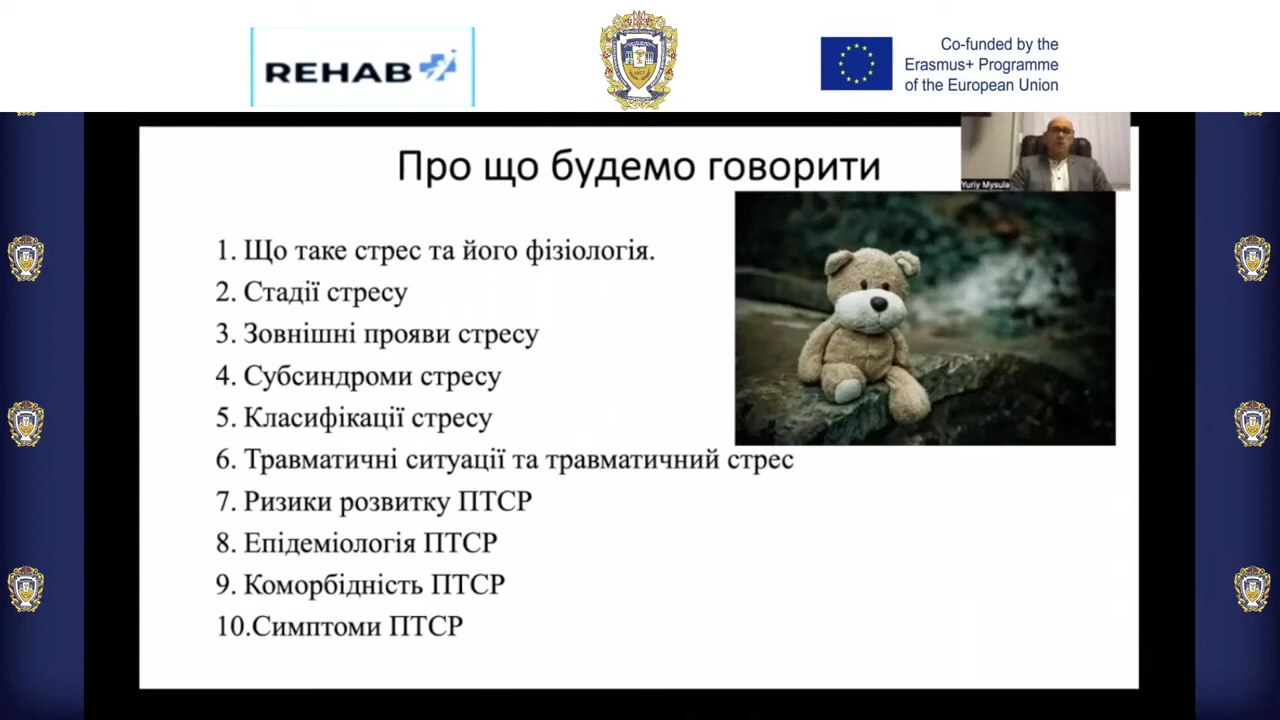 REHAB
Co-funded by the
Erasmus+ Programme
of the European Union
Yuriy Mysula
Про що будемо говорити
1. Що таке стрес та його фізіологія.
2. Стадії стресу
3. Зовнішні прояви стресу
4. Субсиндроми стресу
5. Класифікації стресу
6. Травматичні ситуації та травматичний стрес
7. Ризики розвитку ПТСР
8. Епідеміологія ПТСР
9. Коморбідність ПТСР
10.Симптоми ПТСР